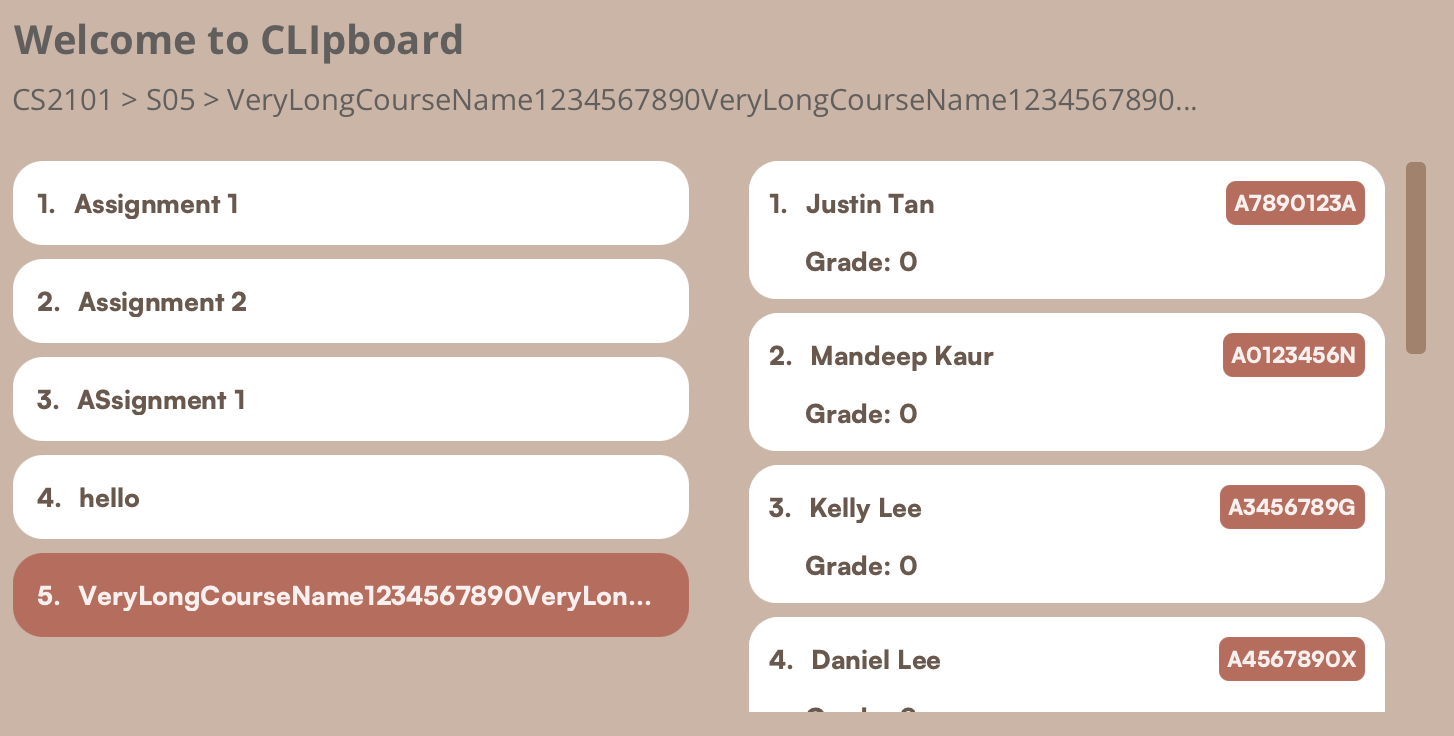 Welcome to CLIpboard
CS2101 > S05 > VeryLongCourseName1234567890VeryLongCourseName1234567890...
1. Assignment 1
2. Assignment 2
3. ASsignment 1
4. hello
5. VeryLongCourseName1234567890VeryLon...
1. Justin Tan A7890123A
Grade: 0
2. Mandeep Kaur A0123456N
Grade: 0
3. Kelly Lee A3456789G
Grade: 0
4. Daniel Lee A4567890X